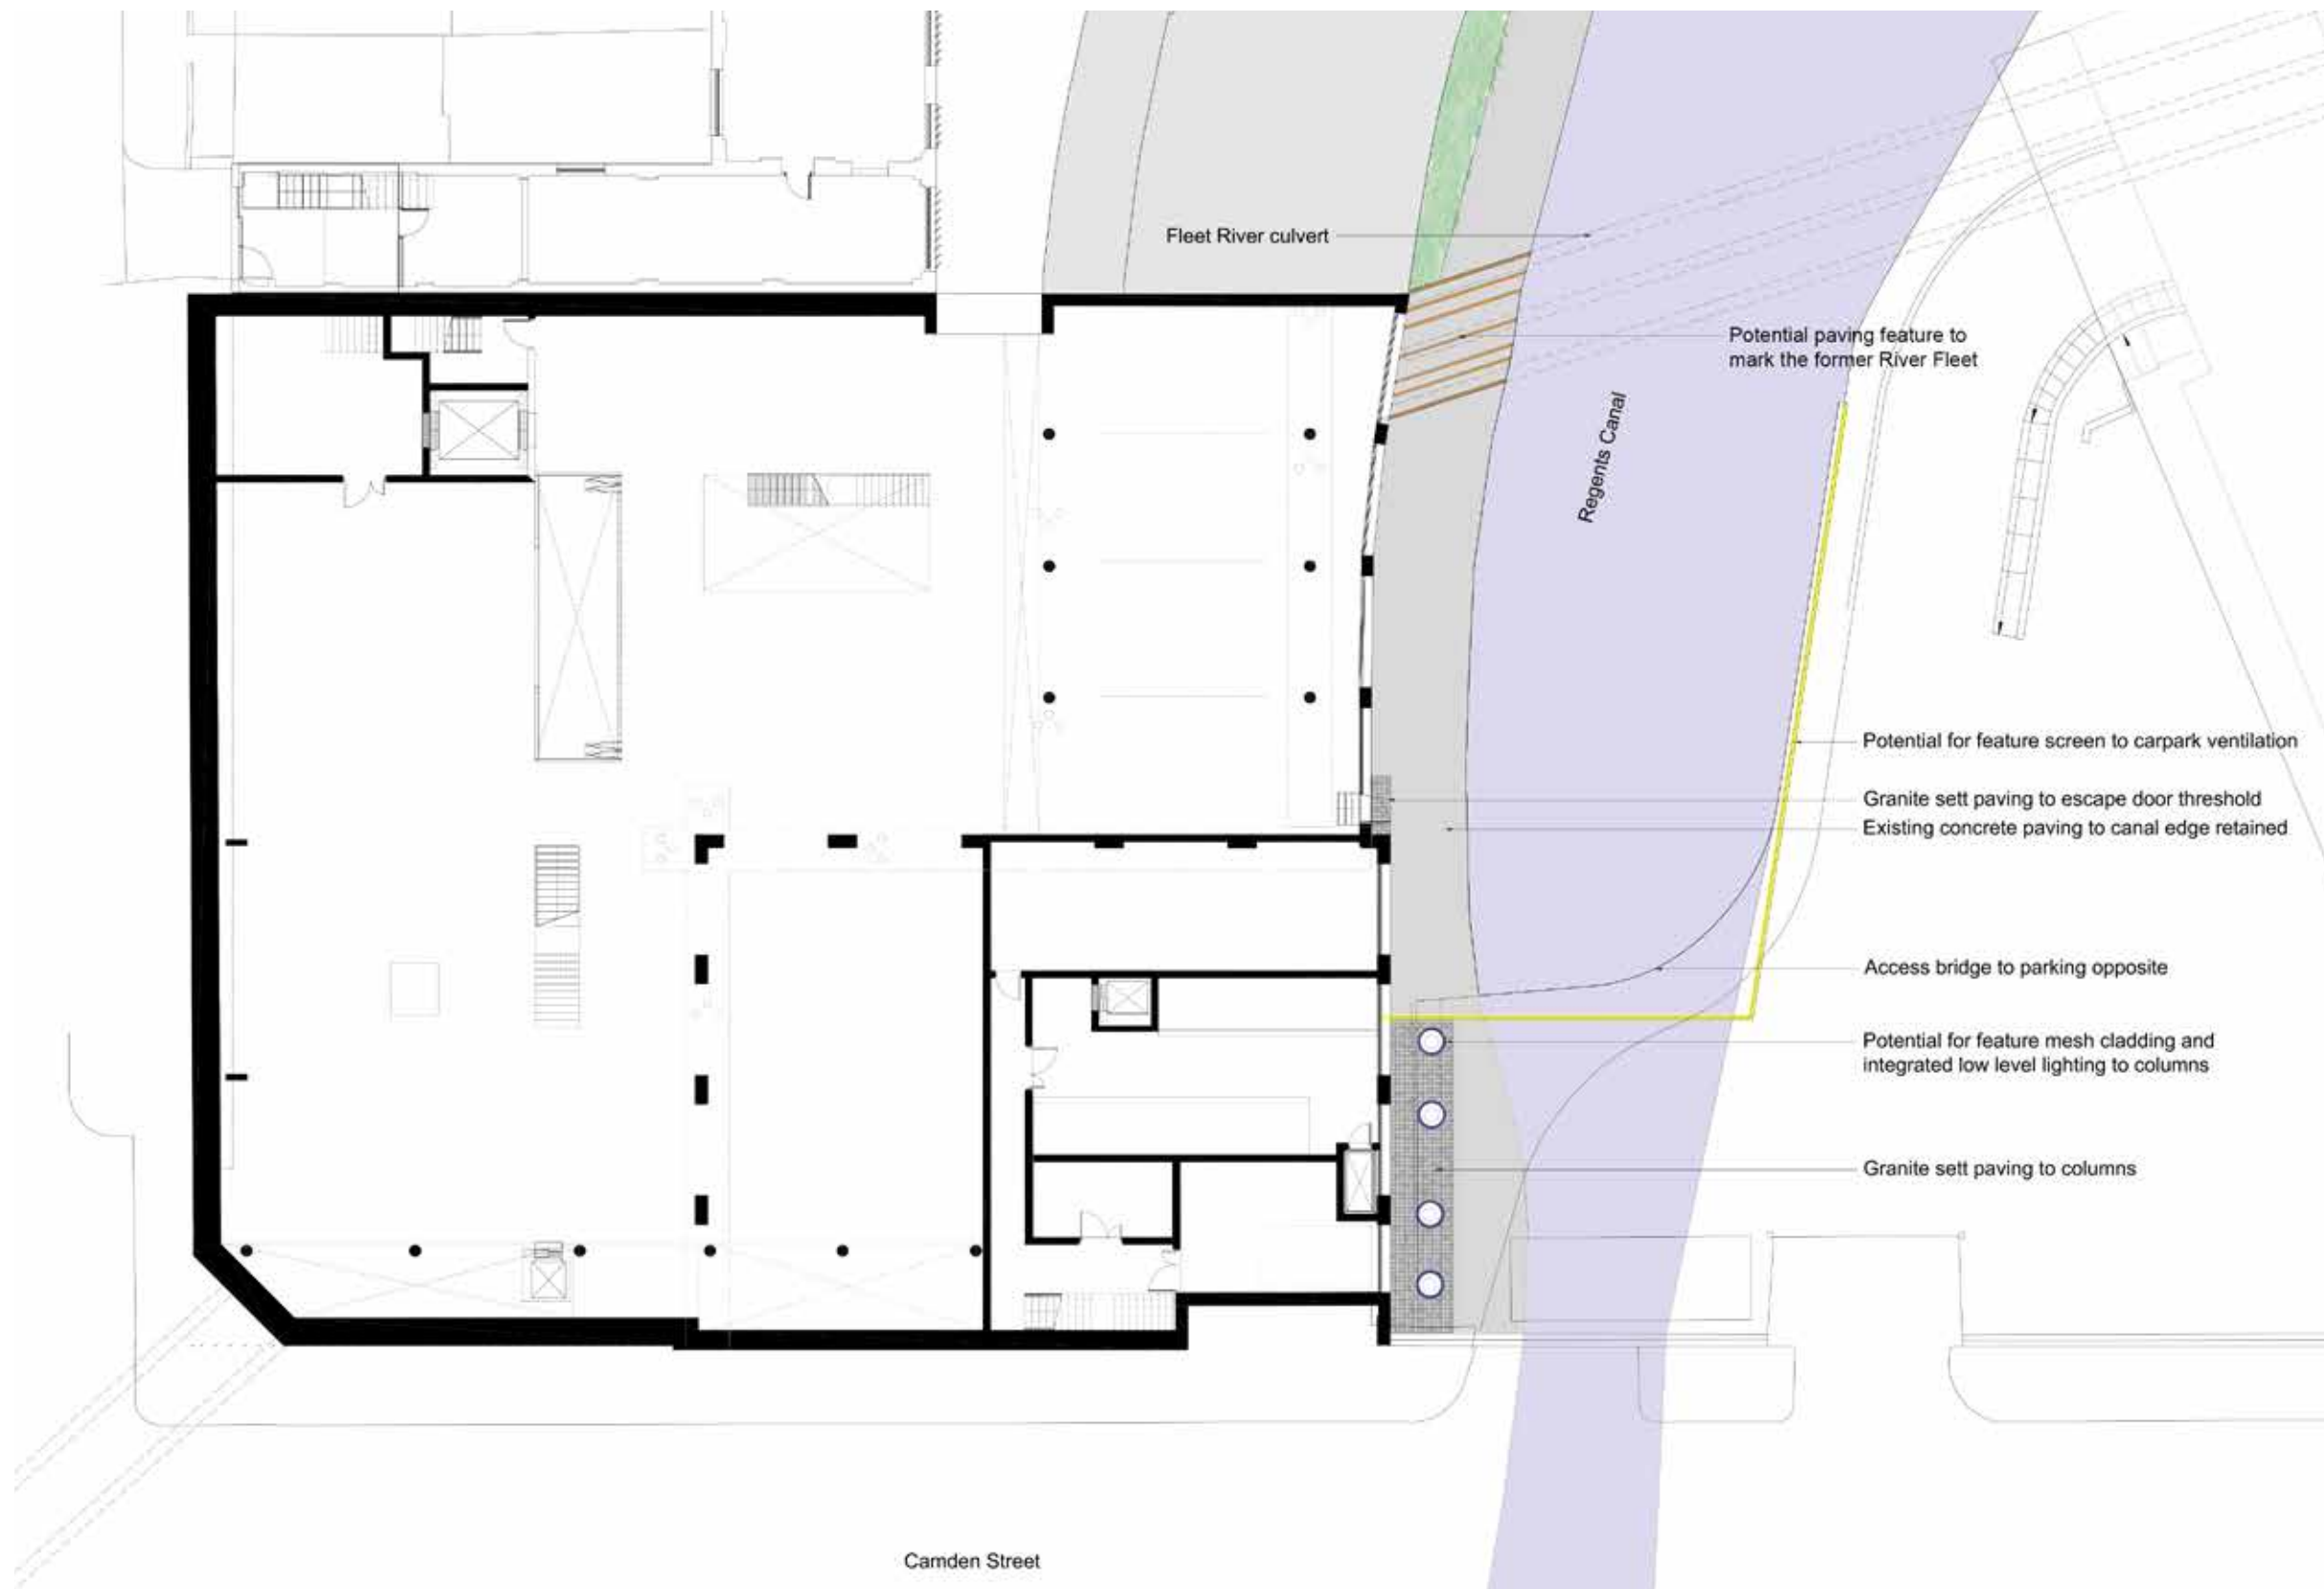 Fleet River culvert
Potential paving feature to
mark the former River Fleet
Regents Canal
Potential for feature screen to carpark ventilation
Granite sett paving to escape door threshold
Existing concrete paving to canal edge retained
Access bridge to parking opposite
Potential for feature mesh cladding and
integrated low level lighting to columns
Granite sett paving to columns
Camden Street